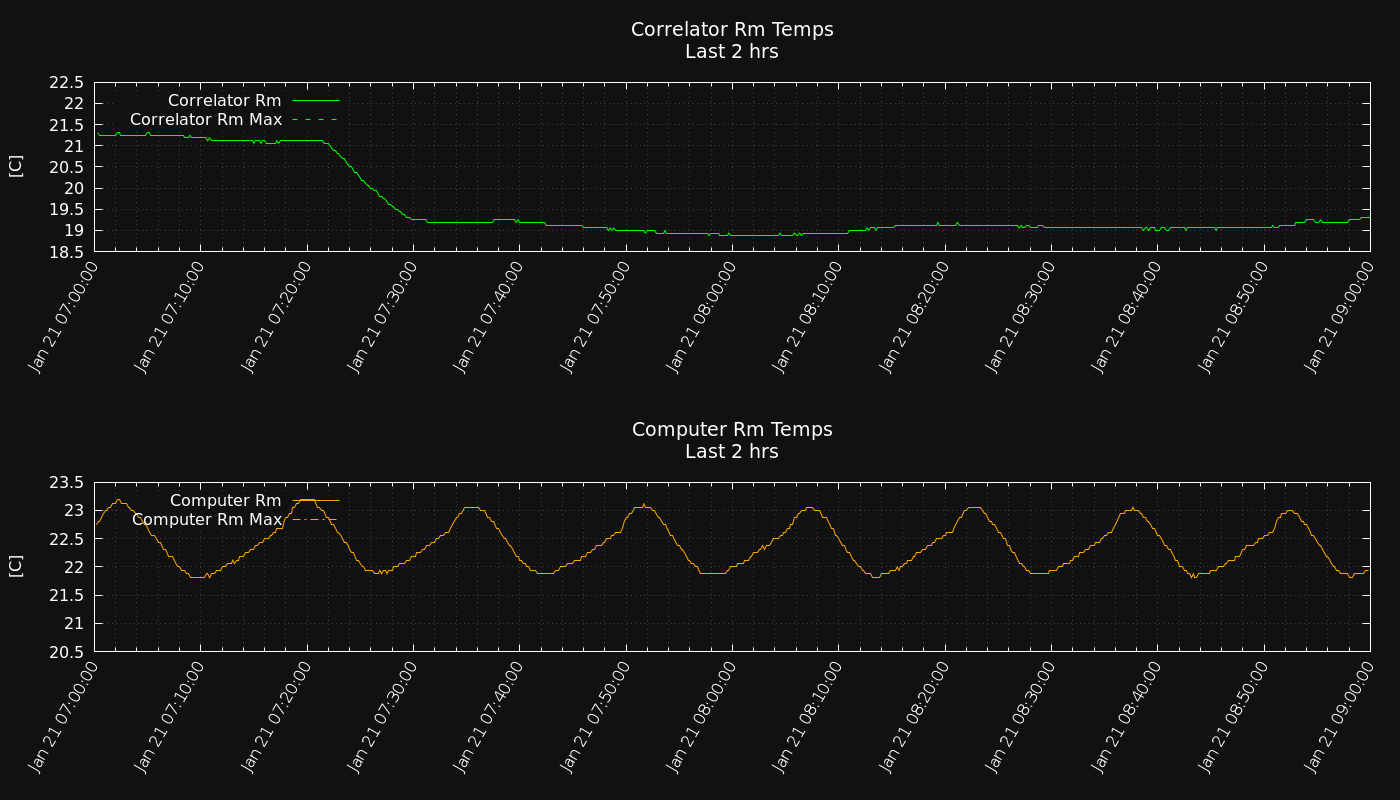 Correlator Rm Temps
Last 2 hrs
22.5
22
21.5
21
20.5
20
19.5
19
18.5
[C]
Correlator Rm
Correlator Rm Max
Jan 21 07:00:00
Jan 21 07:10:00
Jan 21 07:20:00
Jan 21 07:30:00
Jan 21 07:40:00
Jan 21 07:50:00
Jan 21 08:00:00
Jan 21 08:10:00
Jan 21 08:20:00
Jan 21 08:30:00
Jan 21 08:40:00
Jan 21 08:50:00
Jan 21 09:00:00
Computer Rm Temps
Last 2 hrs
23.5
23
22.5
22
21.5
21
20.5
[C]
Computer Rm
Computer Rm Max
Jan 21 07:00:00
Jan 21 07:10:00
Jan 21 07:20:00
Jan 21 07:30:00
Jan 21 07:40:00
Jan 21 07:50:00
Jan 21 08:00:00
Jan 21 08:10:00
Jan 21 08:20:00
Jan 21 08:30:00
Jan 21 08:40:00
Jan 21 08:50:00
Jan 21 09:00:00